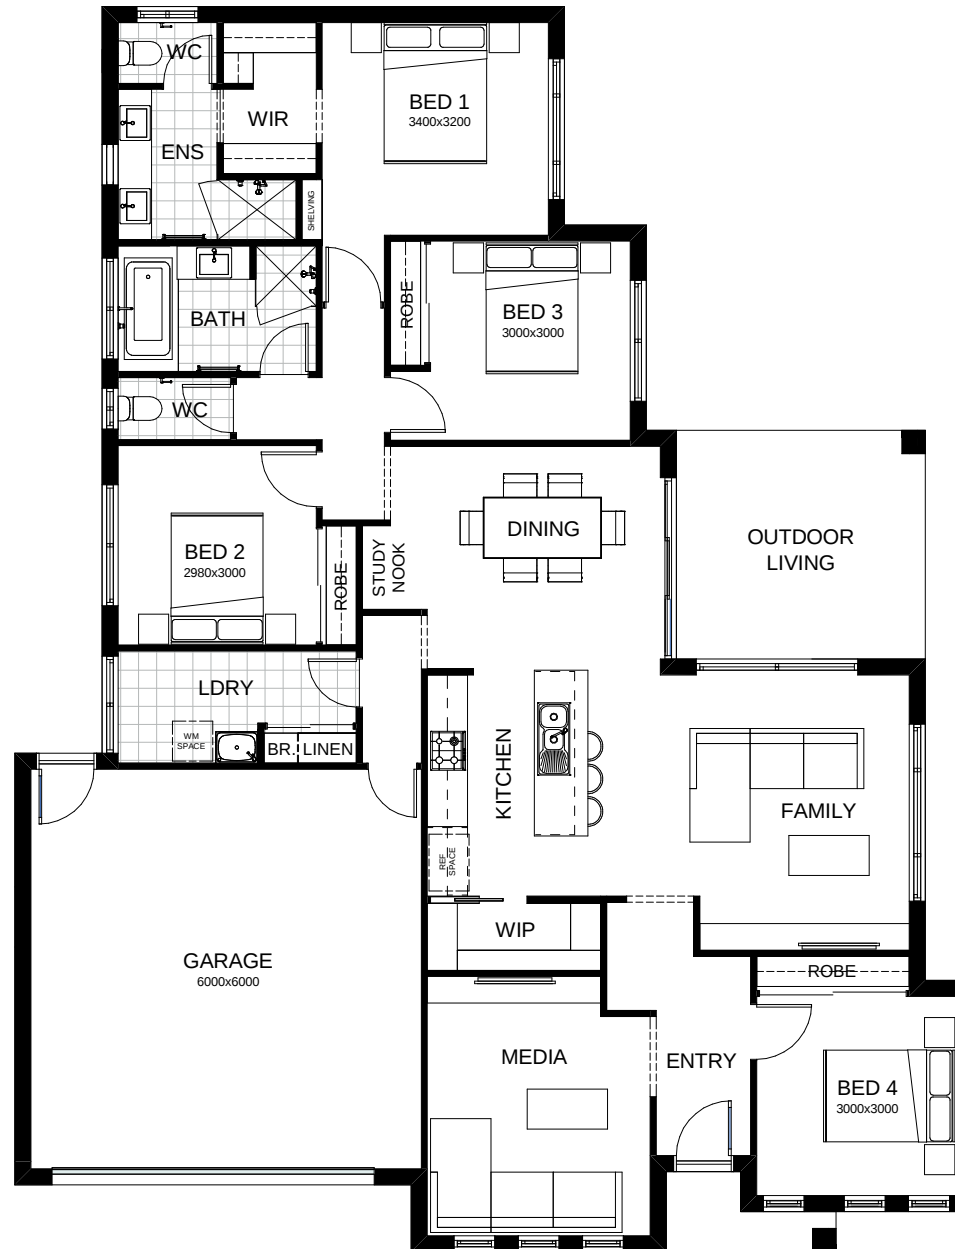 WC
BED 1
3400x3200
WIR
ENS
SHELVING
ROBE
BED 3
3000x3000
BATH
WC
DINING
OUTDOOR
LIVING
BED 2
2980x3000
ROBE
STUDY
NOOK
LDRY
WM
SPACE
BR.
LINEN
KITCHEN
FAMILY
REF
SPACE
WIP
GARAGE
6000x6000
ROBE
MEDIA
ENTRY
BED 4
3000x3000